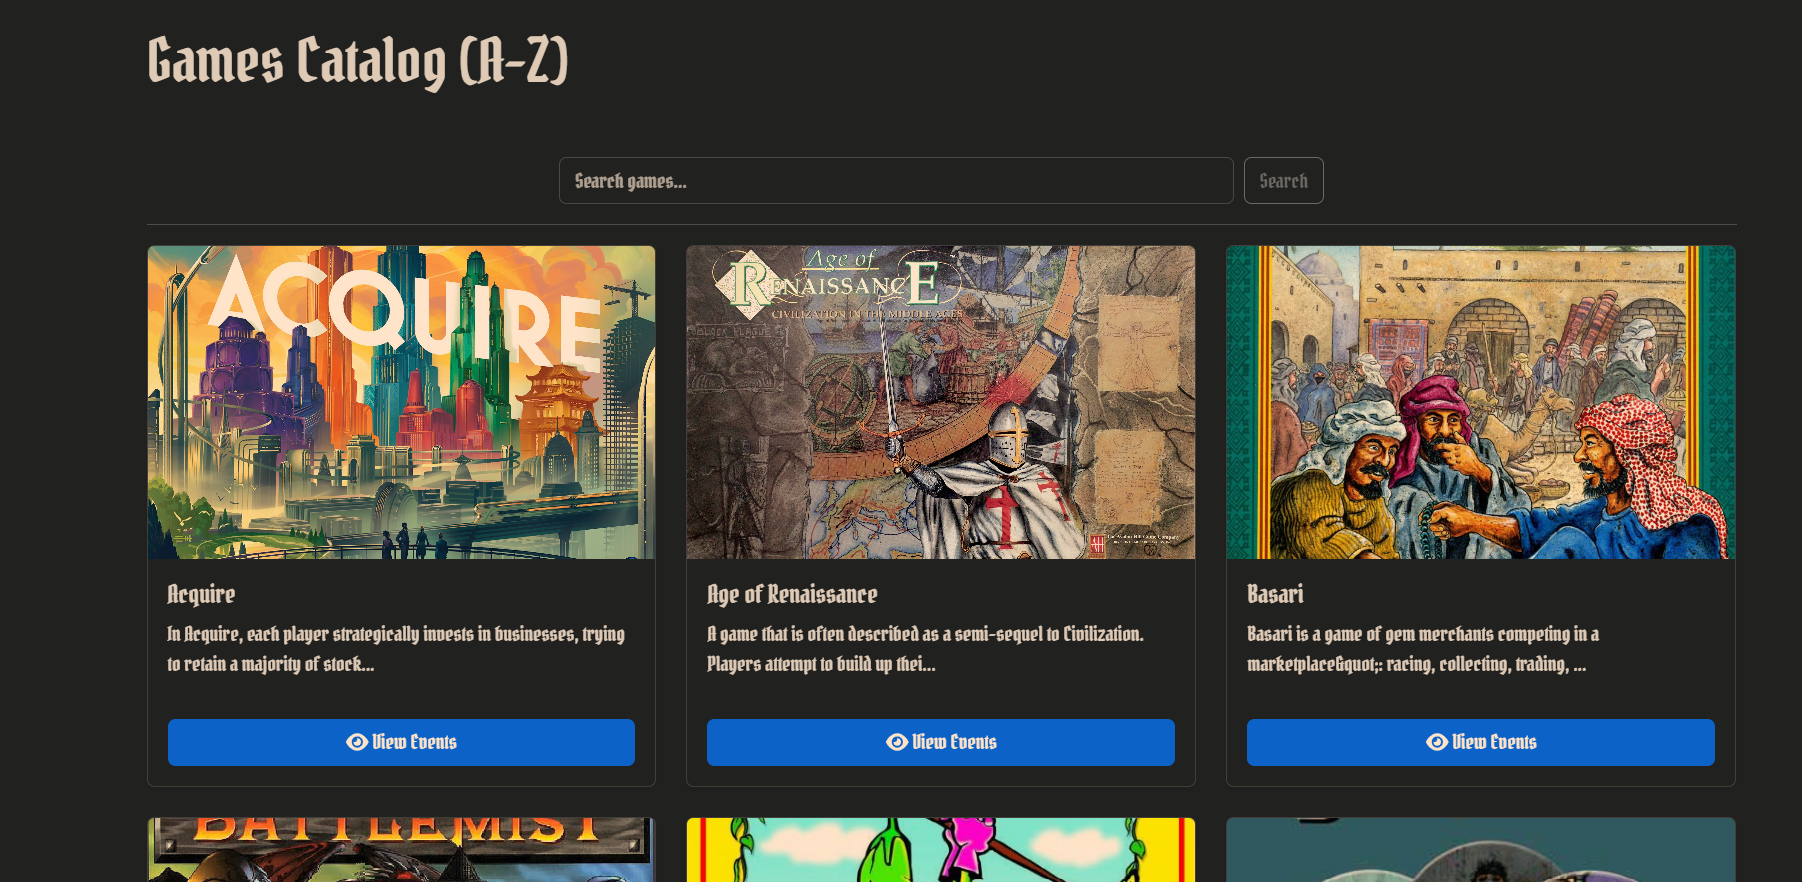 Games Catalog (A-Z)
Search games...
Search
ACQUIRE
Age of
RENAISSANCE
CIVILIZATION IN THE MIDDLE AGES
Acquire
In Acquire, each player strategically invests in businesses, trying
to retain a majority of stock...
View Events
Age of Renaissance
A game that is often described as a semi-sequel to Civilization.
Players attempt to build up thei...
View Events
Basari
Basari is a game of gem merchants competing in a
marketplace&quot;: racing, collecting, trading, ...
View Events
BATTLEMIST